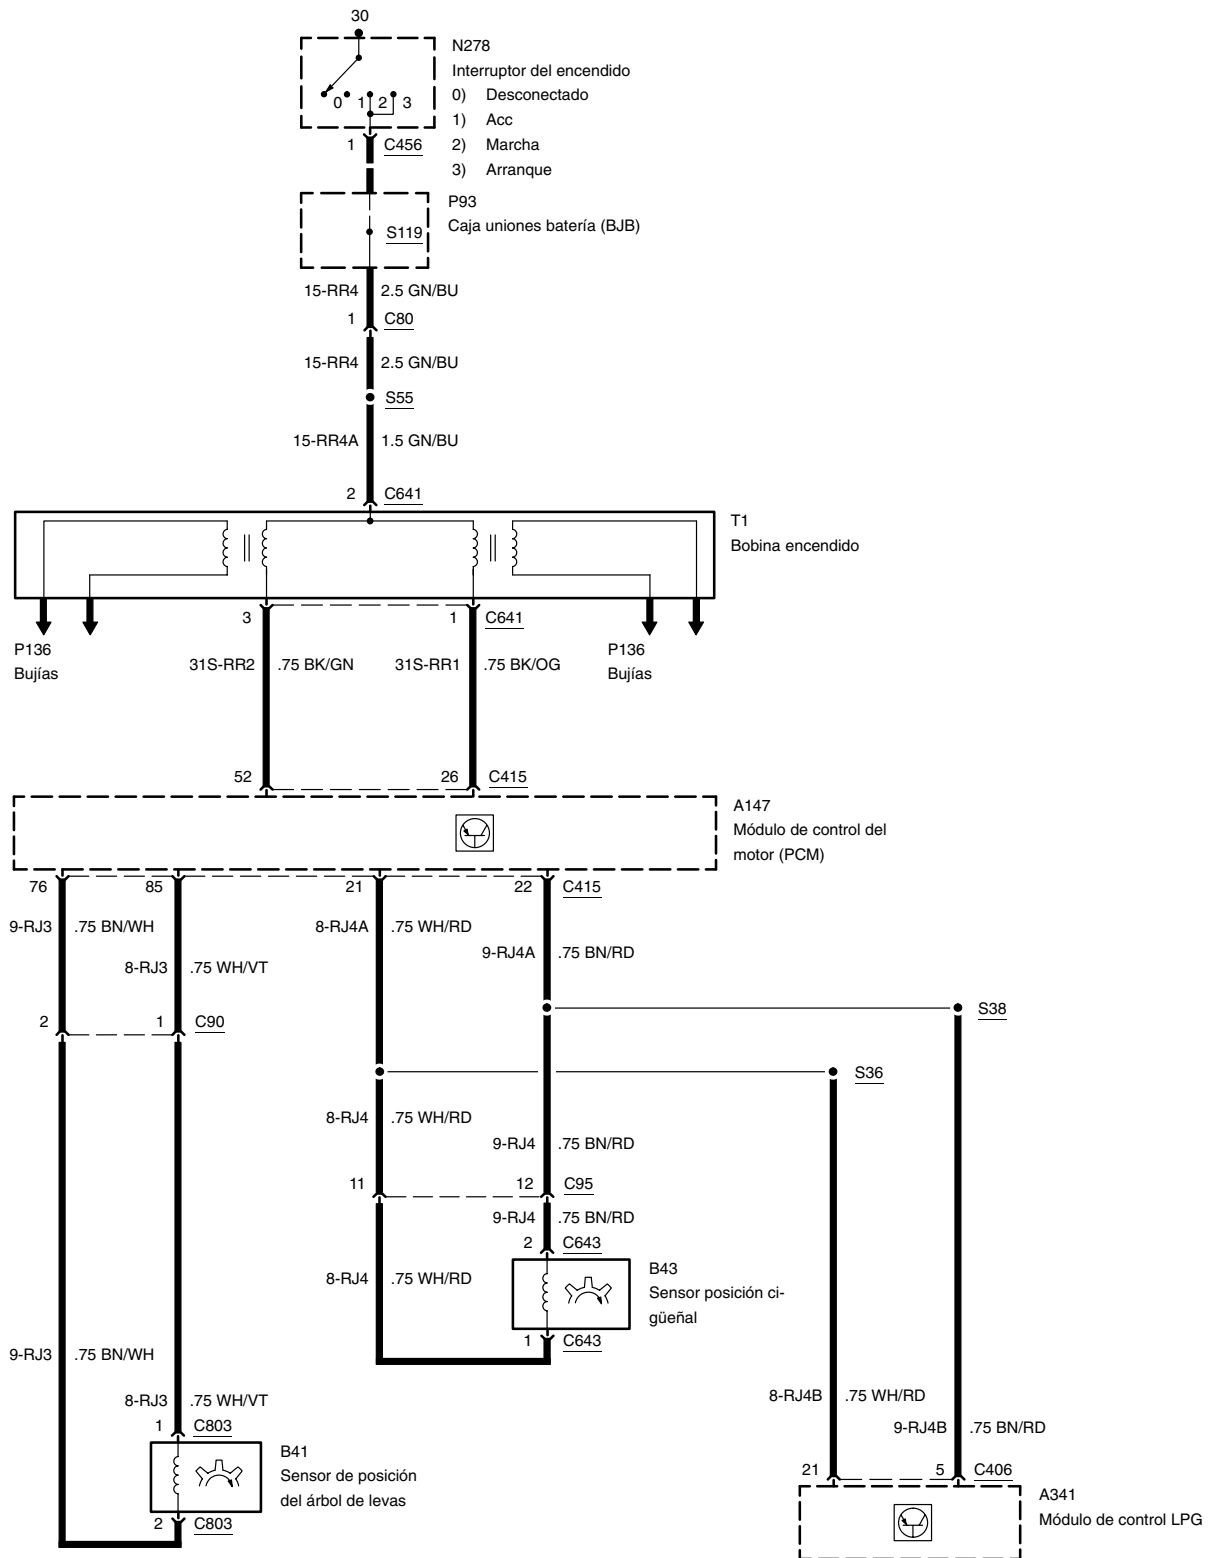 30
N278
Interruptor del encendido
0) Desconectado
1) Acc
2) Marcha
3) Arranque
0 1 2 3
1 C456
P93
Caja uniones batería (BJB)
S119
15-RR4 2.5 GN/BU
1 C80
15-RR4 2.5 GN/BU
S55
15-RR4A 1.5 GN/BU
2 C641
T1
Bobina encendido
3 1 C641
P136
Bujías
P136
Bujías
31S-RR2 .75 BK/GN 31S-RR1 .75 BK/OG
52 26 C415
A147
Módulo de control del
motor (PCM)
76 85 21 22 C415
9-RJ3 .75 BN/WH 8-RJ4A .75 WH/RD
9-RJ4A .75 BN/RD
8-RJ3 .75 WH/VT
S38
2 1 C90
S36
8-RJ4 .75 WH/RD
9-RJ4 .75 BN/RD
11 12 C95
9-RJ4 .75 BN/RD
2 C643
B43
Sensor posición ci-
güeñal
8-RJ4 .75 WH/RD
1 C643
9-RJ3 .75 BN/WH
8-RJ4B .75 WH/RD
8-RJ3 .75 WH/VT
9-RJ4B .75 BN/RD
1 C803
B41
Sensor de posición
del árbol de levas
2 C803
21 5 C406
A341
Módulo de control LPG